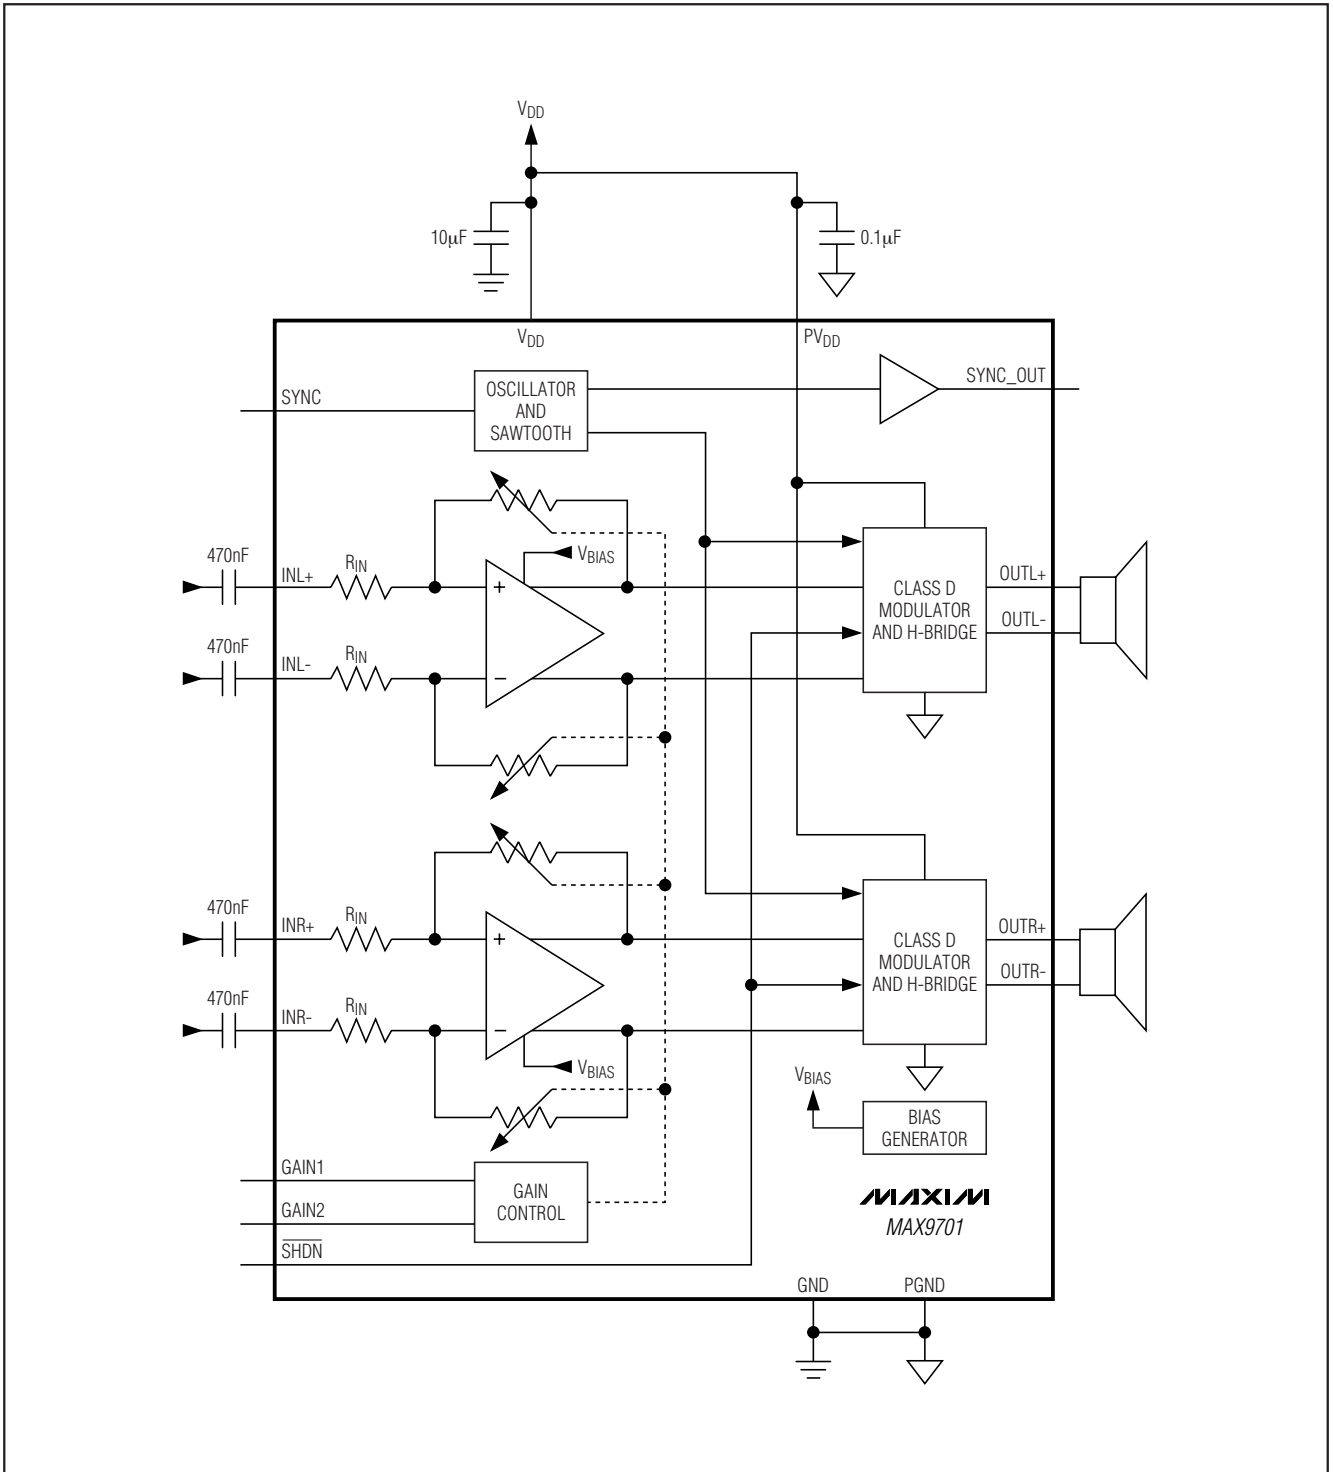 VDD
10μF
0.1μF
VDD
PVDD
SYNC
OSCILLATOR
AND
SAWTOOTH
SYNC_OUT
VBIAS
470nF
INL+
RIN
CLASS D
MODULATOR
AND H-BRIDGE
OUTL+
OUTL-
470nF
INL-
RIN
+
−
470nF
INR+
RIN
CLASS D
MODULATOR
AND H-BRIDGE
OUTR+
OUTR-
470nF
INR-
RIN
+
−
VBIAS
VBIAS
BIAS
GENERATOR
GAIN1
GAIN2
GAIN
CONTROL
SHDN
MAXIM
MAX9701
GND
PGND